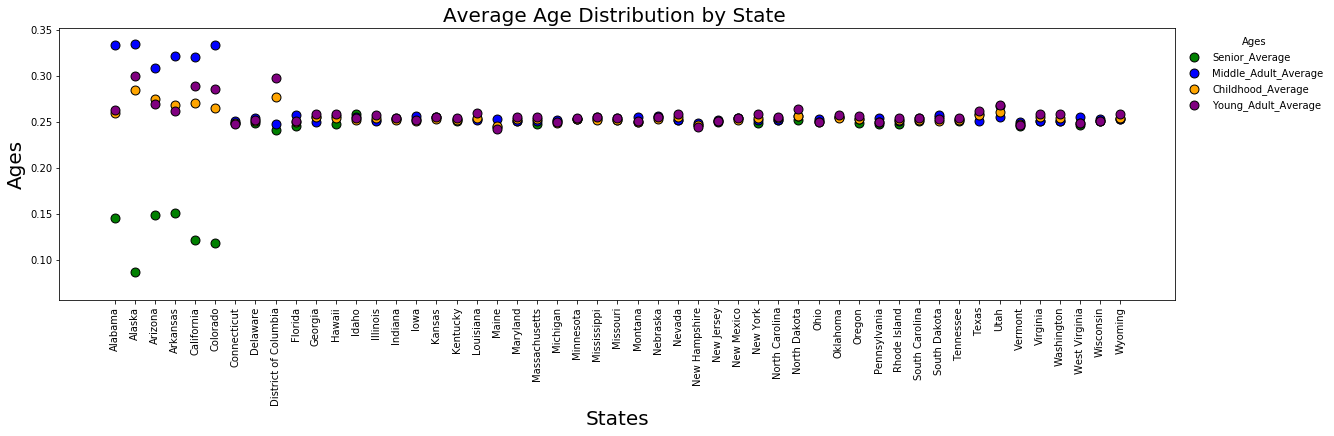 Average Age Distribution by State
Ages
0.35
0.30
0.25
0.20
0.15
0.10
Ages
Senior_Average
Middle_Adult_Average
Childhood_Average
Young_Adult_Average
Alabama
Alaska
Arizona
Arkansas
California
Colorado
Connecticut
Delaware
District of Columbia
Florida
Georgia
Hawaii
Idaho
Illinois
Indiana
Iowa
Kansas
Kentucky
Louisiana
Maine
Maryland
Massachusetts
Michigan
Minnesota
Mississippi
Missouri
Montana
Nebraska
Nevada
New Hampshire
New Jersey
New Mexico
New York
North Carolina
North Dakota
Ohio
Oklahoma
Oregon
Pennsylvania
Rhode Island
South Carolina
South Dakota
Tennessee
Texas
Utah
Vermont
Virginia
Washington
West Virginia
Wisconsin
Wyoming
States